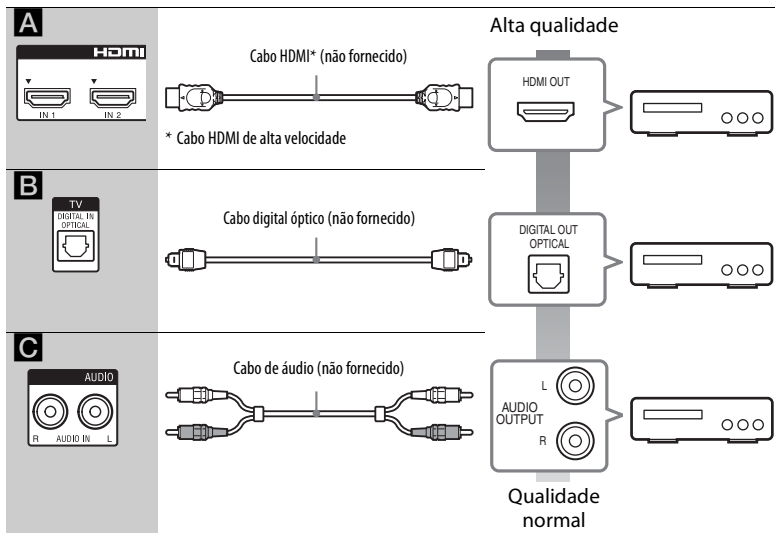 A
HDMI
IN 1
IN 2
Cabo HDMI* (não fornecido)
* Cabo HDMI de alta velocidade
Alta qualidade
HDMI OUT
B
TV
DIGITAL IN
OPTICAL
Cabo digital óptico (não fornecido)
DIGITAL OUT
OPTICAL
C
AUDIO
R AUDIO IN L
Cabo de áudio (não fornecido)
L
AUDIO
OUTPUT
R
Qualidade
normal